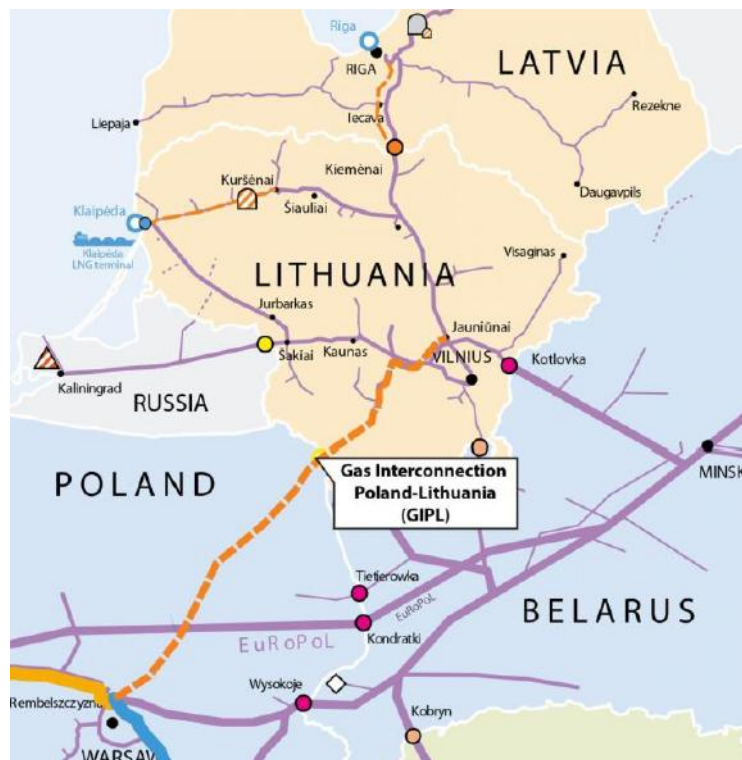 Riga
RIGA
LATVIA
Rezekne
Iecava
Liepaja
Kiemėnai
Daugavpils
Kuršėnai
Šiauliai
Klaipėda
Klaipėda
LNG terminal
Visaginas
LITHUANIA
Jurbarkas
Jauniūnai
Šakiai
Kaunas
VILNIUS
Kotlovka
Kaliningrad
RUSSIA
MINSK
POLAND
Gas Interconnection
Poland-Lithuania
(GIPL)
Tietierowka
EuRoPoL
BELARUS
EuRoPoL
Kondratki
Wysokoje
Kobryn
Rembelszczyzna
WARSAW